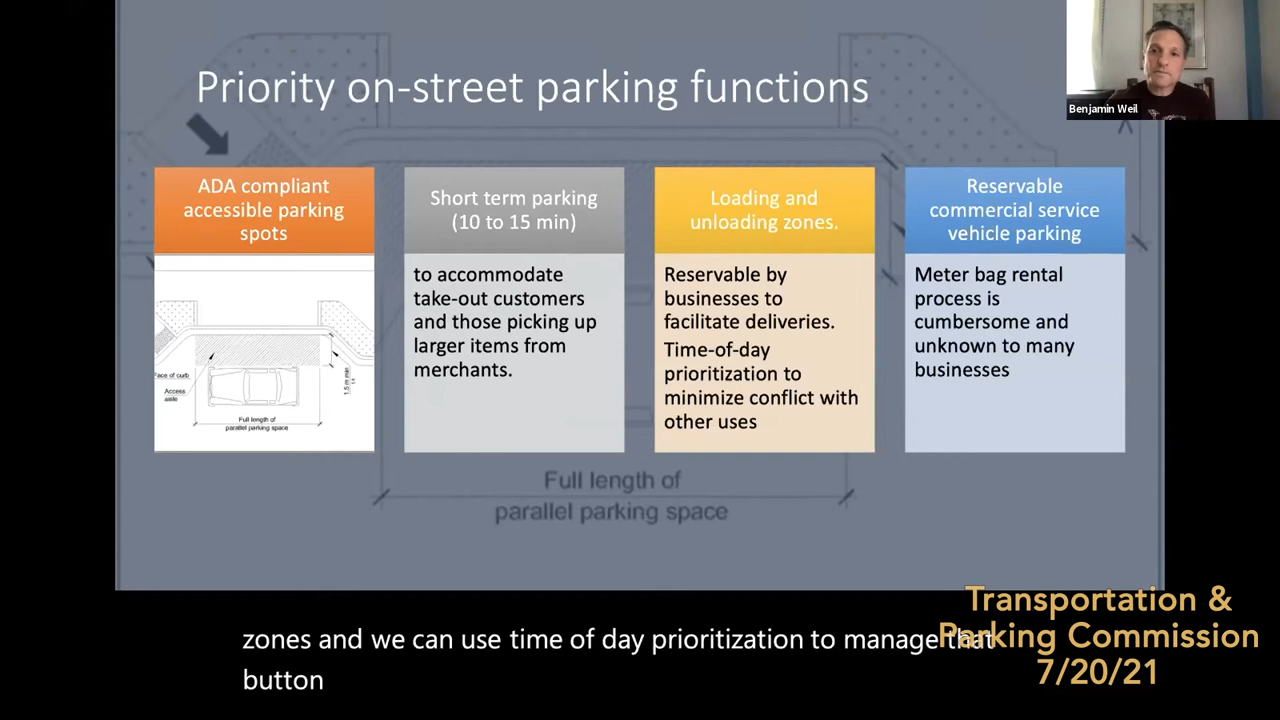 Priority on-street parking functions
Benjamin Weil
ADA compliant
accessible parking
spots
Short term parking
(10 to 15 min)
Loading and
unloading zones.
Reservable
commercial service
vehicle parking
Face of curb
Access
aisle
1.5 m min
Full length of
parallel parking space
to accommodate
take-out customers
and those picking up
larger items from
merchants.
Reservable by
businesses to
facilitate deliveries.
Time-of-day
prioritization to
minimize conflict with
other uses
Meter bag rental
process is
cumbersome and
unknown to many
businesses
Full length of
parallel parking space
zones and we can use time of day prioritization to manage that
button
Transportation &
Parking Commission
7/20/21